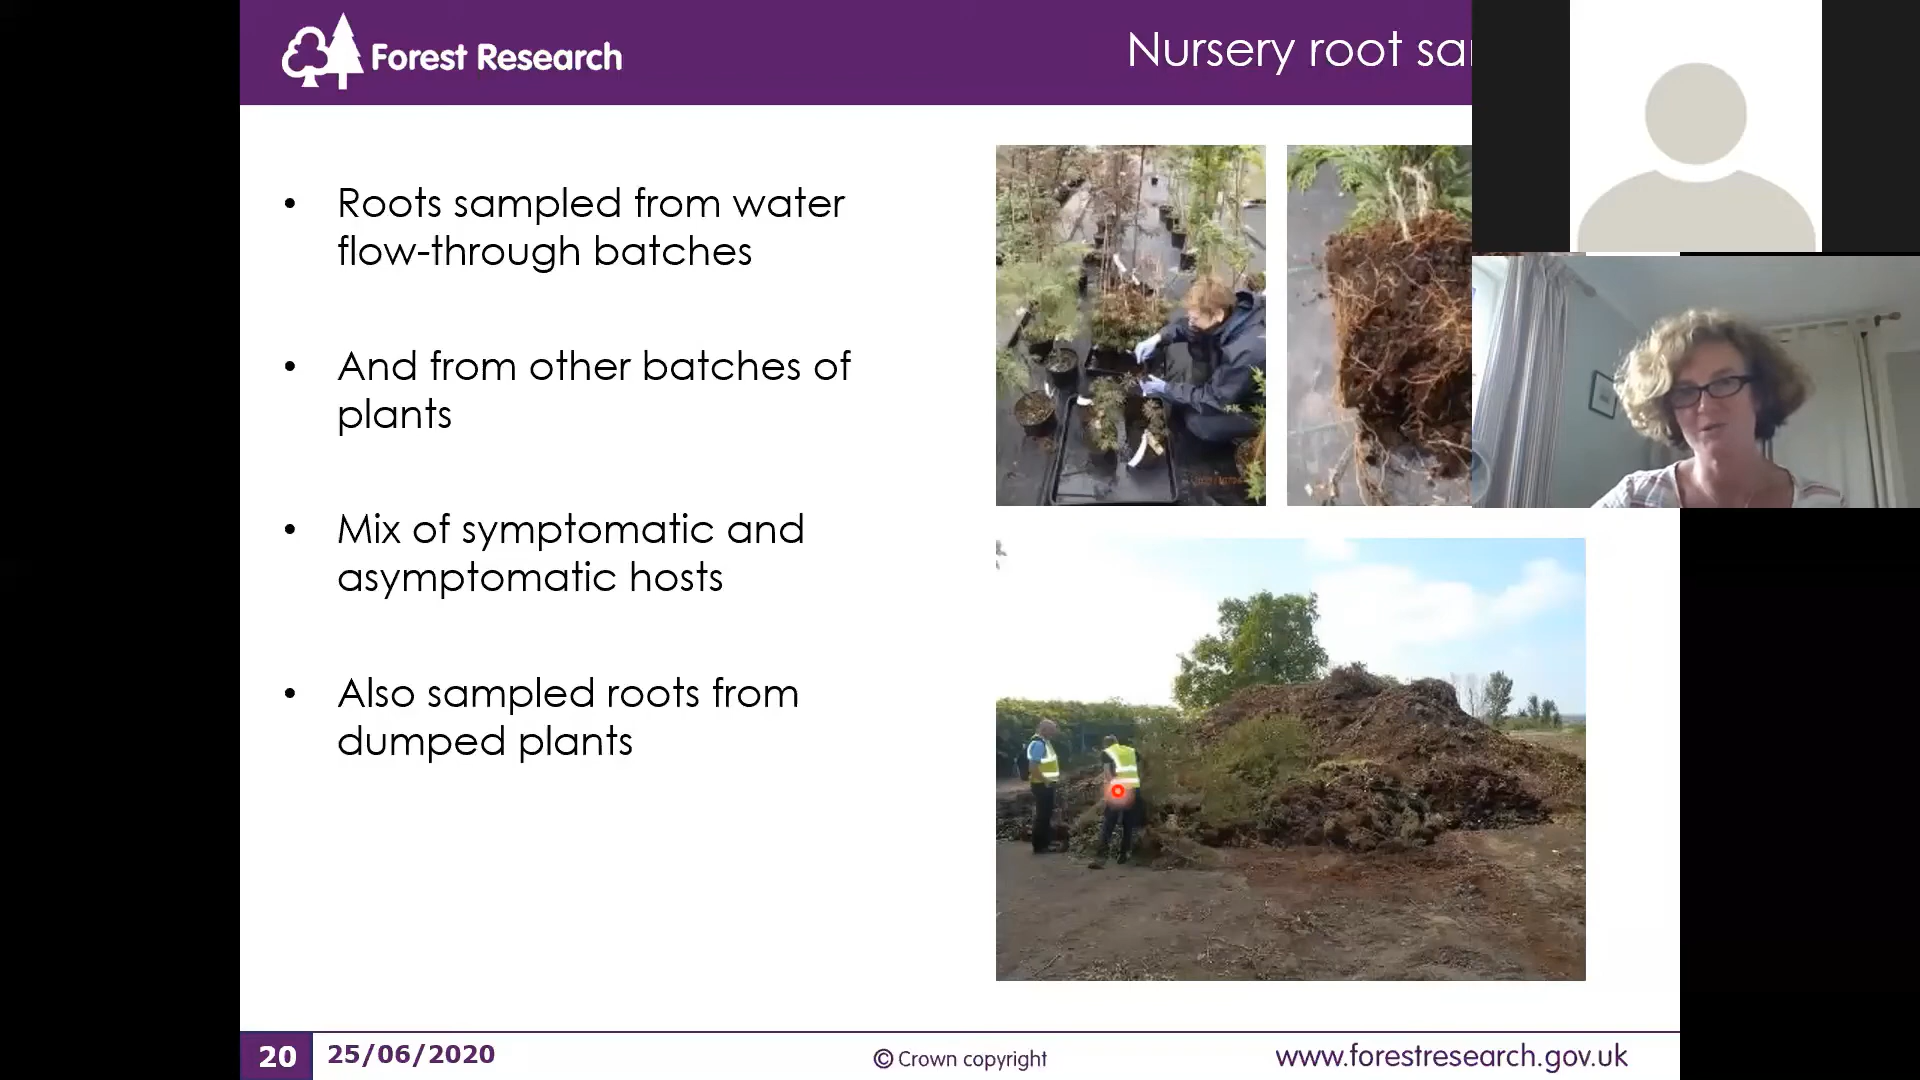 Forest Research
Nursery root
• Roots sampled from water
flow-through batches
• And from other batches of
plants
• Mix of symptomatic and
asymptomatic hosts
• Also sampled roots from
dumped plants
20
25/06/2020
© Crown copyright
www.forestresearch.gov.uk